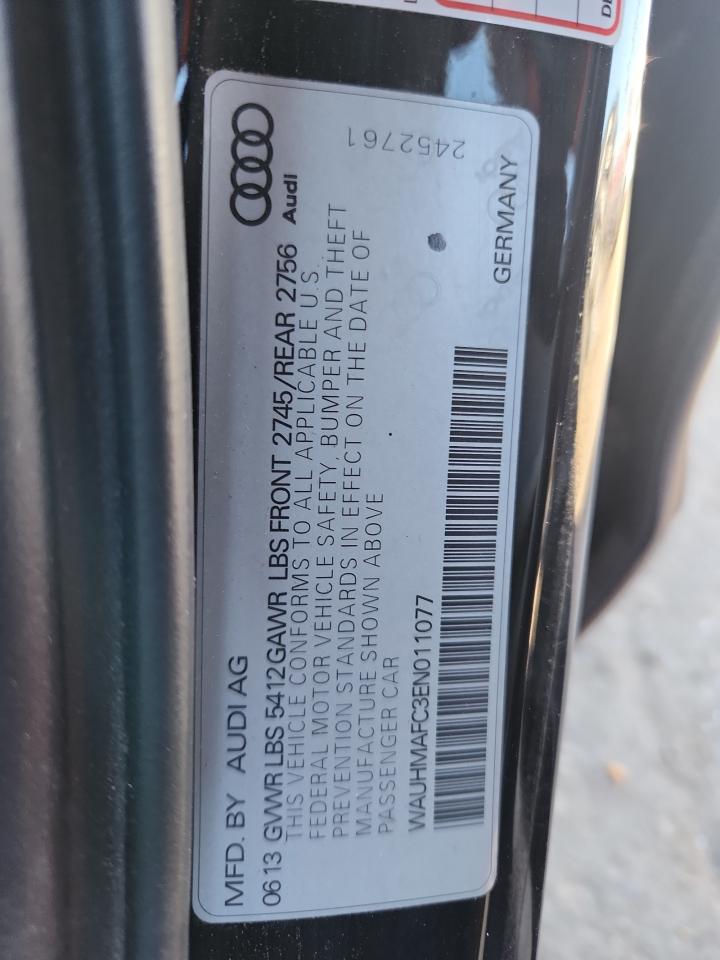 MFD. BY AUDI AG
0613 GVWR LBS 5412 GAWR LBS FRONT 2745/REAR 2756
Audi
THIS VEHICLE CONFORMS TO ALL APPLICABLE U.S.
FEDERAL MOTOR VEHICLE SAFETY, BUMPER AND THEFT
PREVENTION STANDARDS IN EFFECT ON THE DATE OF
MANUFACTURE SHOWN ABOVE
PASSENGER CAR
2452761
WAUHMAFC3EN011077
GERMANY